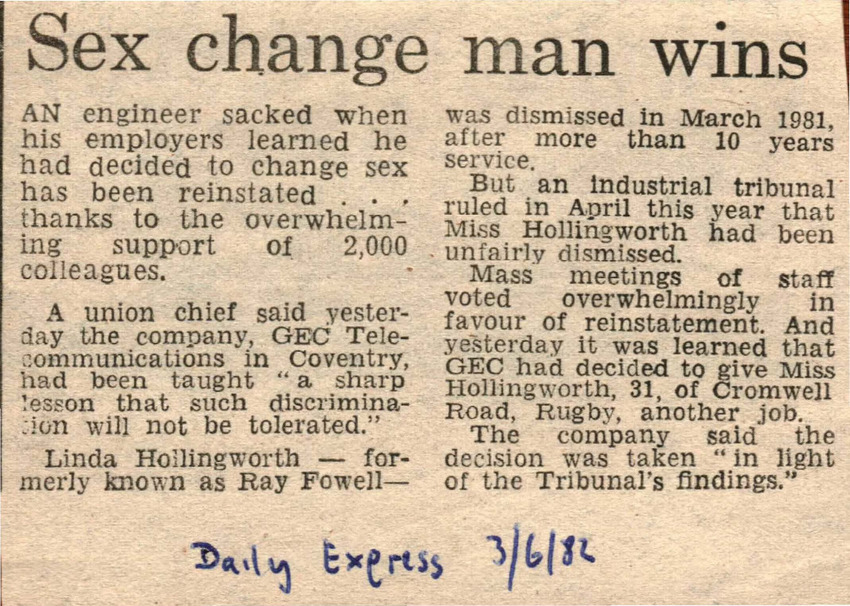 Sex change man wins
AN engineer sacked when
his employers learned he
had decided to change sex
has been reinstated . . .
thanks to the overwhelm-
ing support of 2,000
colleagues.
A union chief said yester-
day the company, GEC Tele-
communications in Coventry,
had been taught "a sharp
lesson that such discrimina-
tion will not be tolerated."
Linda Hollingworth — for-
merly known as Ray Fowell—
was dismissed in March 1981,
after more than 10 years
service.
But an industrial tribunal
ruled in April this year that
Miss Hollingworth had been
unfairly dismissed.
Mass meetings of staff
voted overwhelmingly in
favour of reinstatement. And
yesterday it was learned that
GEC had decided to give Miss
Hollingworth, 31, of Cromwell
Road, Rugby, another job.
The company said the
decision was taken "in light
of the Tribunal's findings."
Daily Express 3/6/82